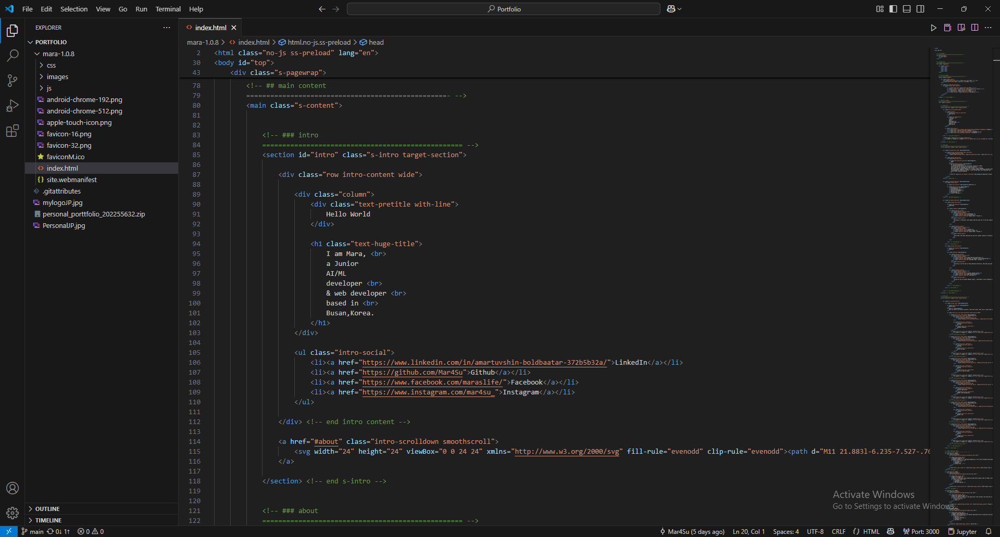 File Edit Selection View Go Run Terminal Help
Portfolio
EXPLORER
PORTFOLIO
mara-1.0.8
css
images
js
android-chrome-192.png
android-chrome-512.png
apple-touch-icon.png
favicon-16.png
favicon-32.png
faviconM.ico
index.html
site.webmanifest
.gitattributes
mylogoJP.jpg
personal_porttfolio_202255632.zip
PersonalJP.jpg
OUTLINE
TIMELINE
index.html
mara-1.0.8 > index.html > html.no-js.ss-preload > head
2 <html class="no-js ss-preload" lang="en">
30 <body id="top">
43 <div class="s-pagewrap">
78 <!-- ## main content
79 ==================================================- -->
80 <main class="s-content">
81
82
83 <!-- ### intro
84 ================================================== -->
85 <section id="intro" class="s-intro target-section">
86
87 <div class="row intro-content wide">
88
89 <div class="column">
90 <div class="text-pretitle with-line">
91 Hello World
92 </div>
93
94 <h1 class="text-huge-title">
95 I am Mara, <br>
96 a Junior
97 AI/ML
98 developer <br>
99 & web developer <br>
100 based in <br>
101 Busan,Korea.
102 </h1>
103 </div>
104
105 <ul class="intro-social">
106 <li><a href="https://www.linkedin.com/in/amartuvshin-boldbaatar-372b5b32a/">LinkedIn</a></li>
107 <li><a href="https://github.com/Mar4Su">Github</a></li>
108 <li><a href="https://www.facebook.com/maraslife/">Facebook</a></li>
109 <li><a href="https://www.instagram.com/mar4su_">Instagram</a></li>
110 </ul>
111
112 </div> <!-- end intro content -->
113
114 <a href="#about" class="intro-scrolldown smoothscroll">
115 <svg width="24" height="24" viewBox="0 0 24 24" xmlns="http://www.w3.org/2000/svg" fill-rule="evenodd" clip-rule="evenodd"><path d="M11 21.883l-6.235-7.527-.76
116 </a>
117
118 </section> <!-- end s-intro -->
119
120
121 <!-- ### about
122 ================================================== -->
Activate Windows
Go to Settings to activate Windows.
main 0↓ 1↑ 0 0 Mar4Su (5 days ago) Ln 20, Col 1 Spaces: 4 UTF-8 CRLF {} HTML Port: 3000 Jupyter